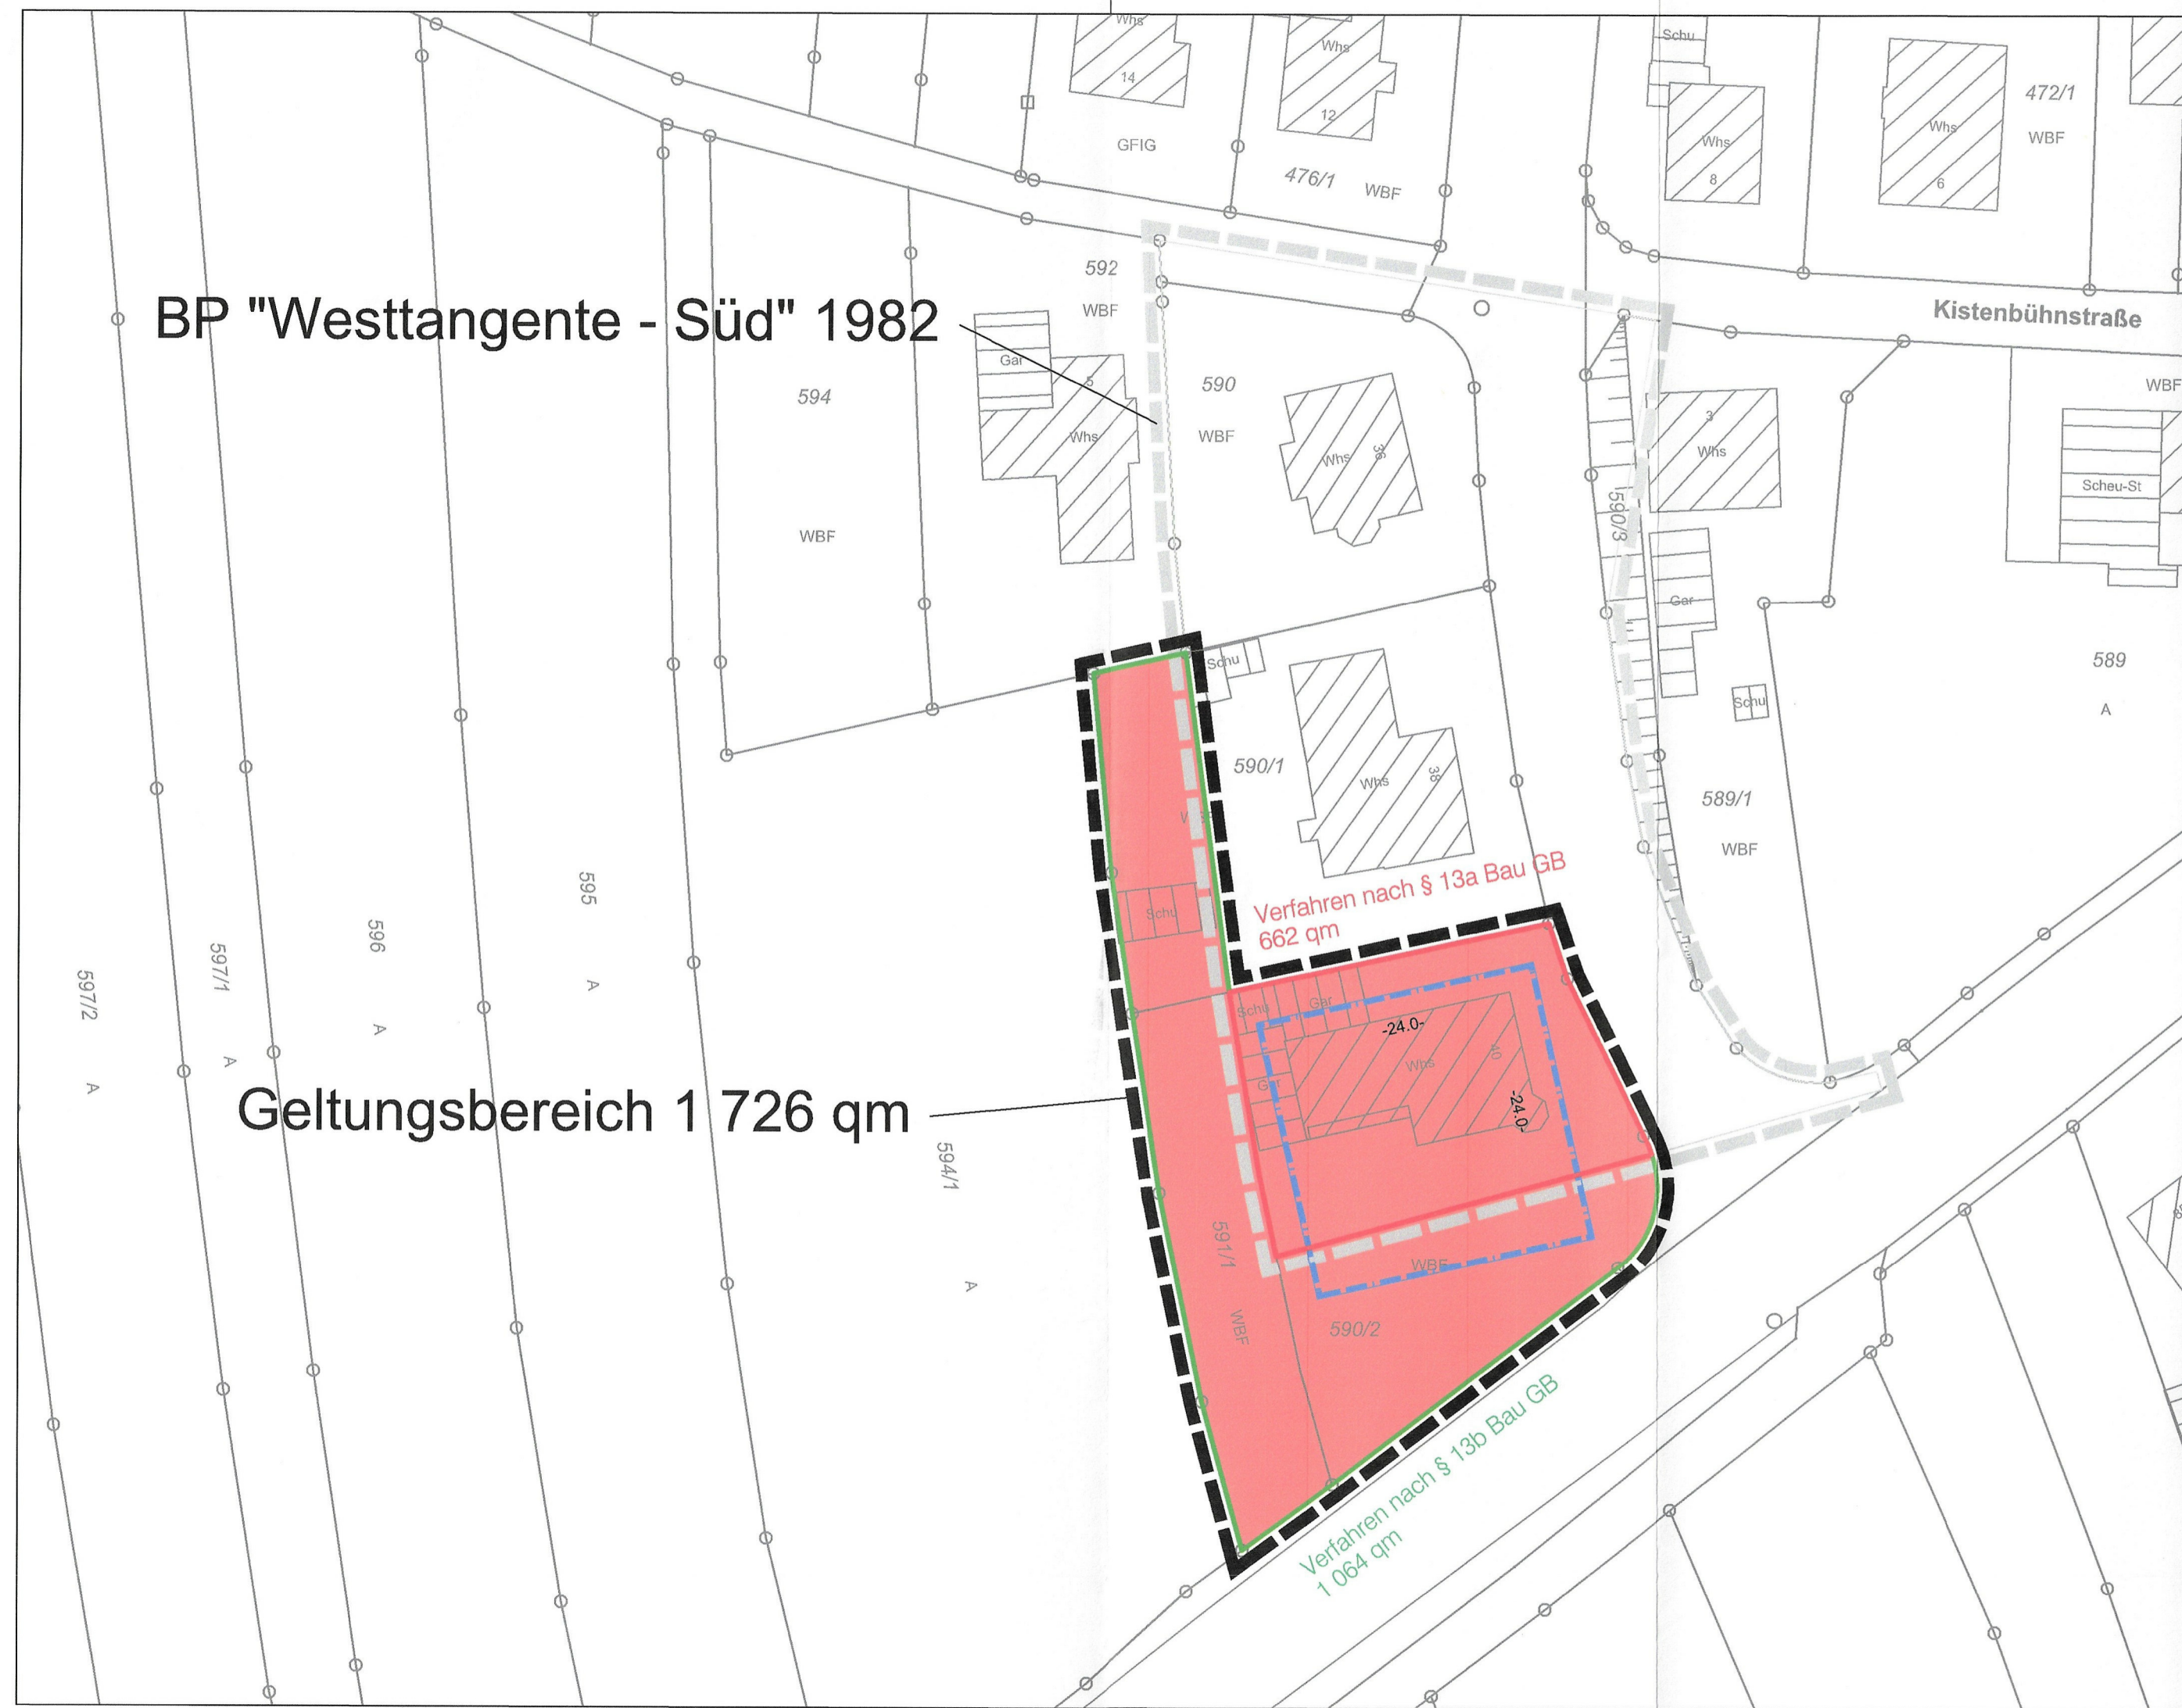 Whs
14
GFIG
Whs
12
476/1
WBF
Schu
Whs
8
Whs
6
472/1
WBF
Kistenbühnstraße
592
WBF
BP "Westtangente - Süd" 1982
Gar
5
Whs
594
WBF
590
WBF
Whs
36
590/3
3
Whs
WBF
Scheu-St
Gar
Schu
589
A
Schu
590/1
Whs
38
589/1
WBF
Verfahren nach § 13a Bau GB
662 qm
Schu
Schu
Gar
-24.0-
Whs
40
-24.0-
595
A
596
A
597/1
A
597/2
A
Geltungsbereich 1 726 qm
594/1
A
591/1
WBF
WBF
590/2
Verfahren nach § 13b Bau GB
1 064 qm